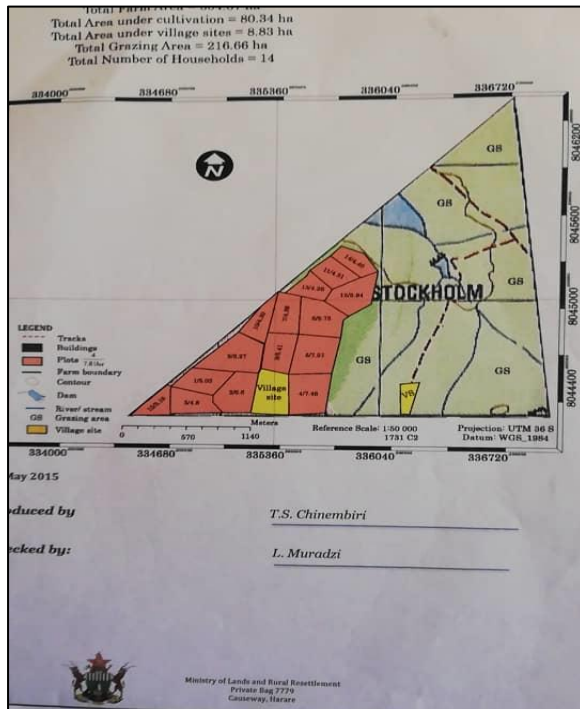 Total Area under cultivation = 80.34 ha
Total Area under village sites = 8.83 ha
Total Grazing Area = 216.66 ha
Total Number of Households = 14
334000 334680 335360 336040 336720
8046200
8045600
8045000
8044400
N
GS
GS
GS
GS
GS
GS
STOCKHOLM
Village
site
VS
LEGEND
Tracks
Buildings
Plots
Farm boundary
Contour
Dam
River/ stream
GS Grazing area
Village site
Meters
0 570 1140
Reference Scale: 1:50 000
1731 C2
Projection: UTM 36 S
Datum: WGS_1984
334000 334680 335360 336040 336720
May 2015
oduced by
T.S. Chinembiri
ecked by:
L. Muradzi
Ministry of Lands and Rural Resettlement
Private Bag 7779
Causeway, Harare